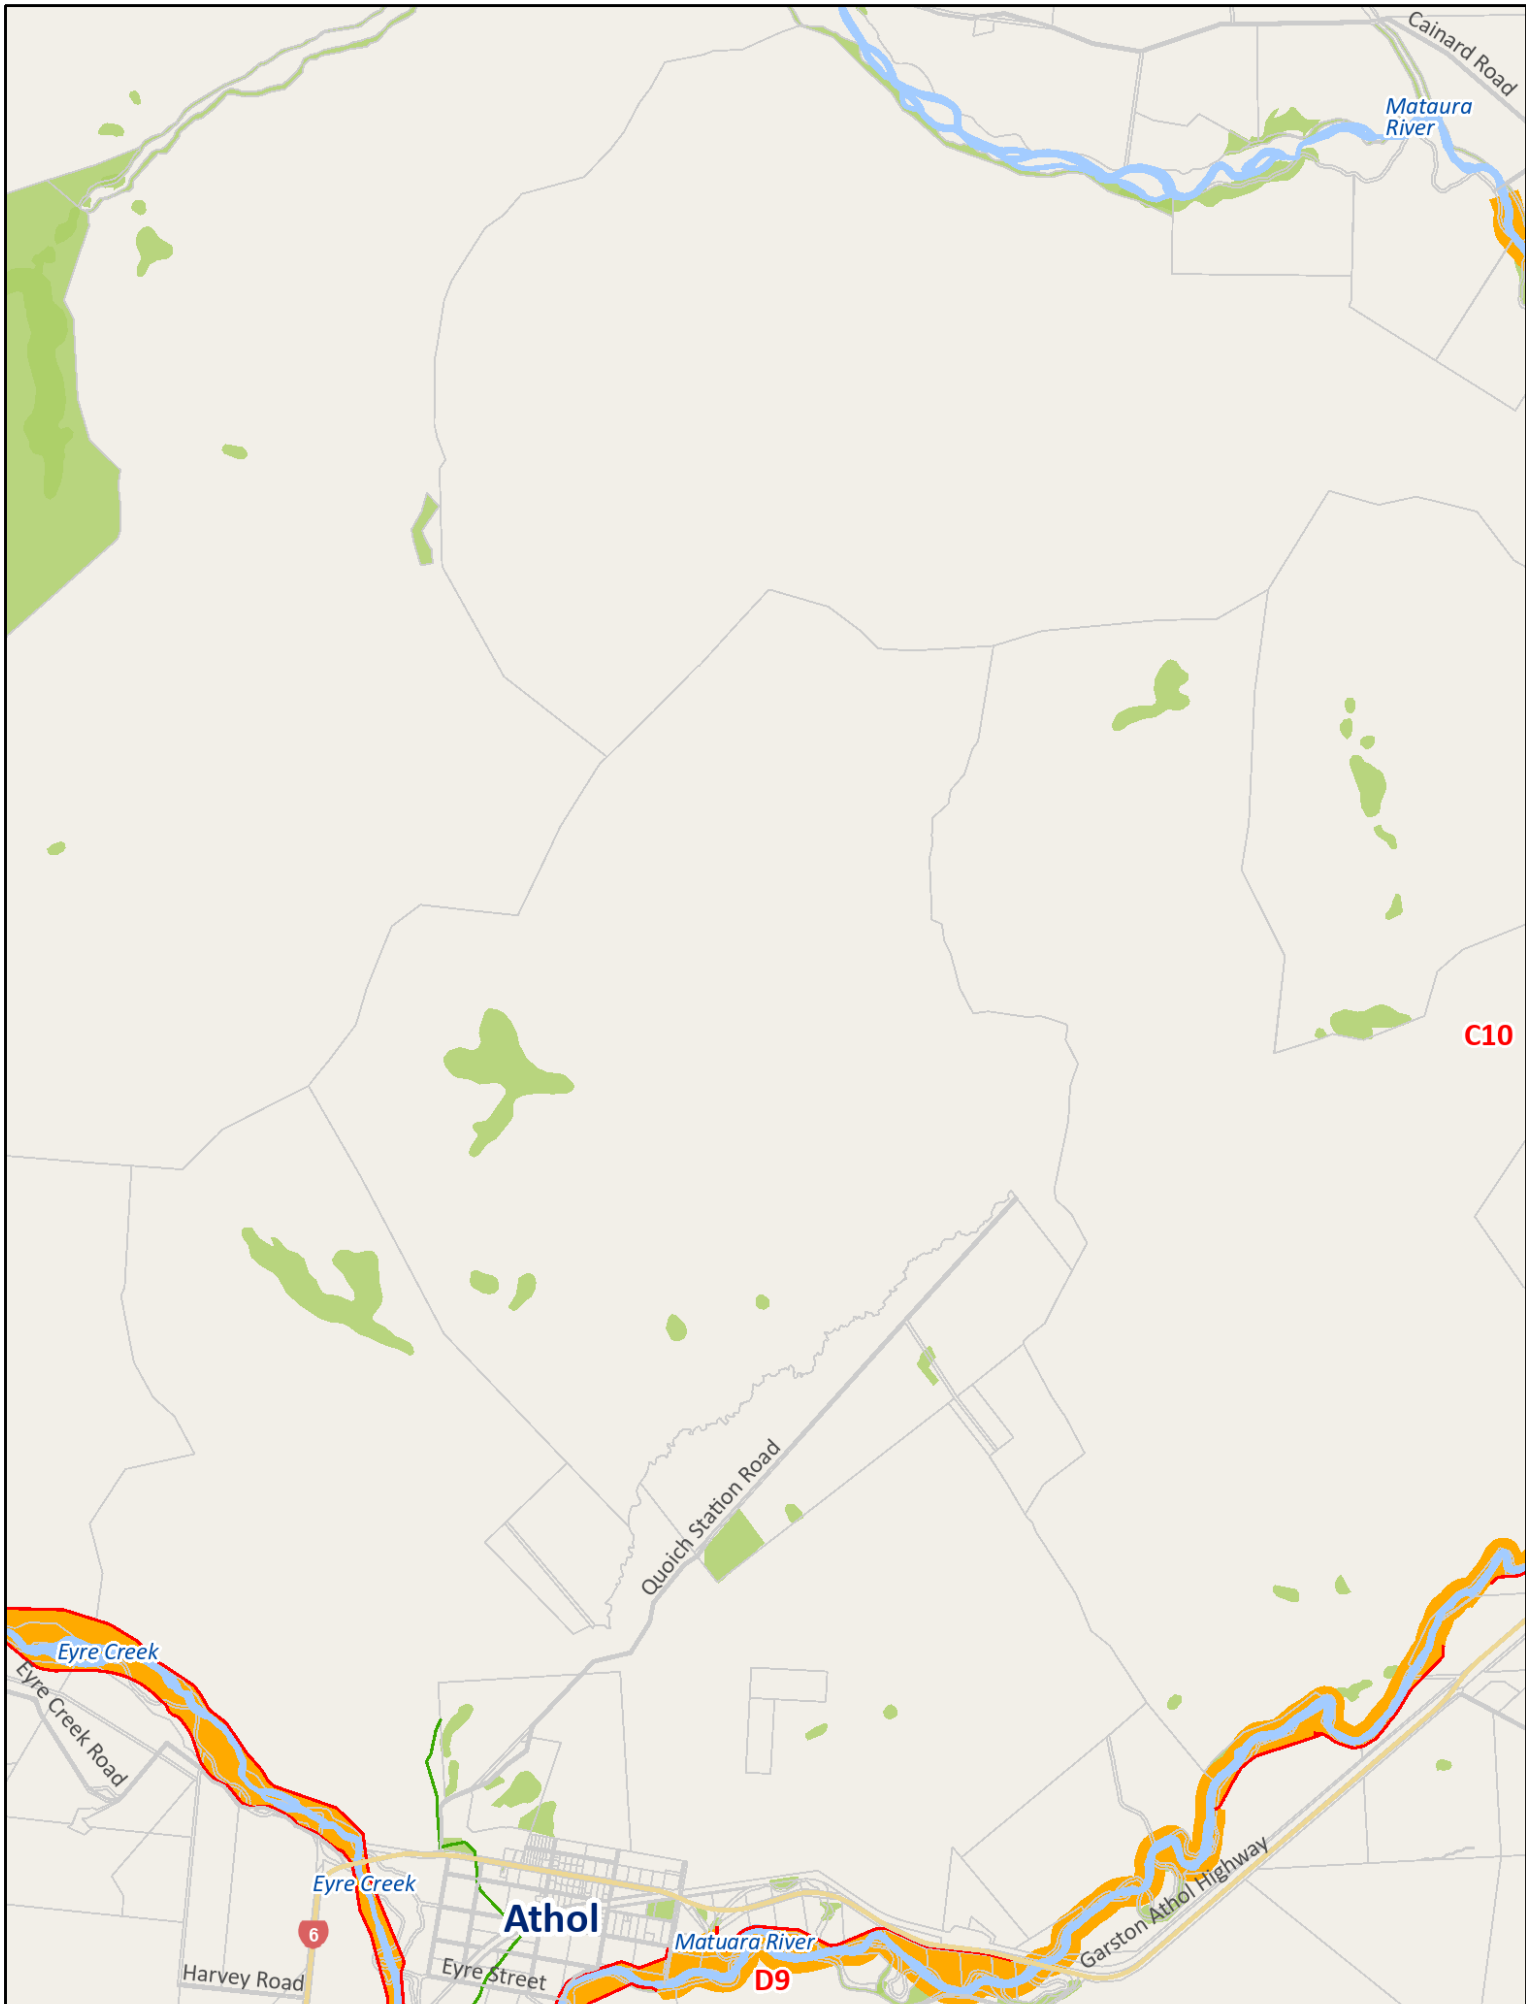 Cainard Road
Mataura
River
C10
Quoich Station Road
Eyre Creek
Eyre Creek Road
Eyre Creek
Garston Athol Highway
Athol
6
Matuara River
Harvey Road
Eyre Street
D9